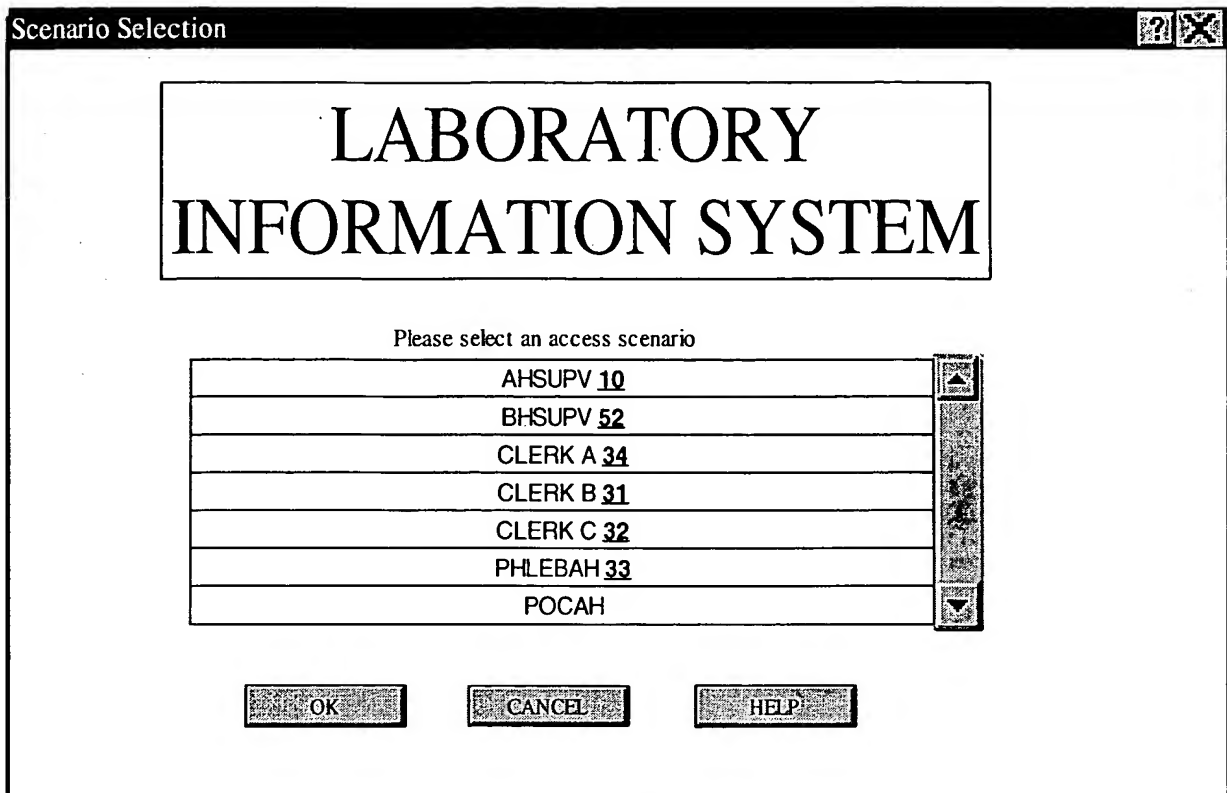 Scenario Selection
?
LABORATORY
INFORMATION SYSTEM
Please select an access scenario
AHSUPV 10
BHSUPV 52
CLERK A 34
CLERK B 31
CLERK C 32
PHLEBAH 33
POCAH
OK CANCEL HELP